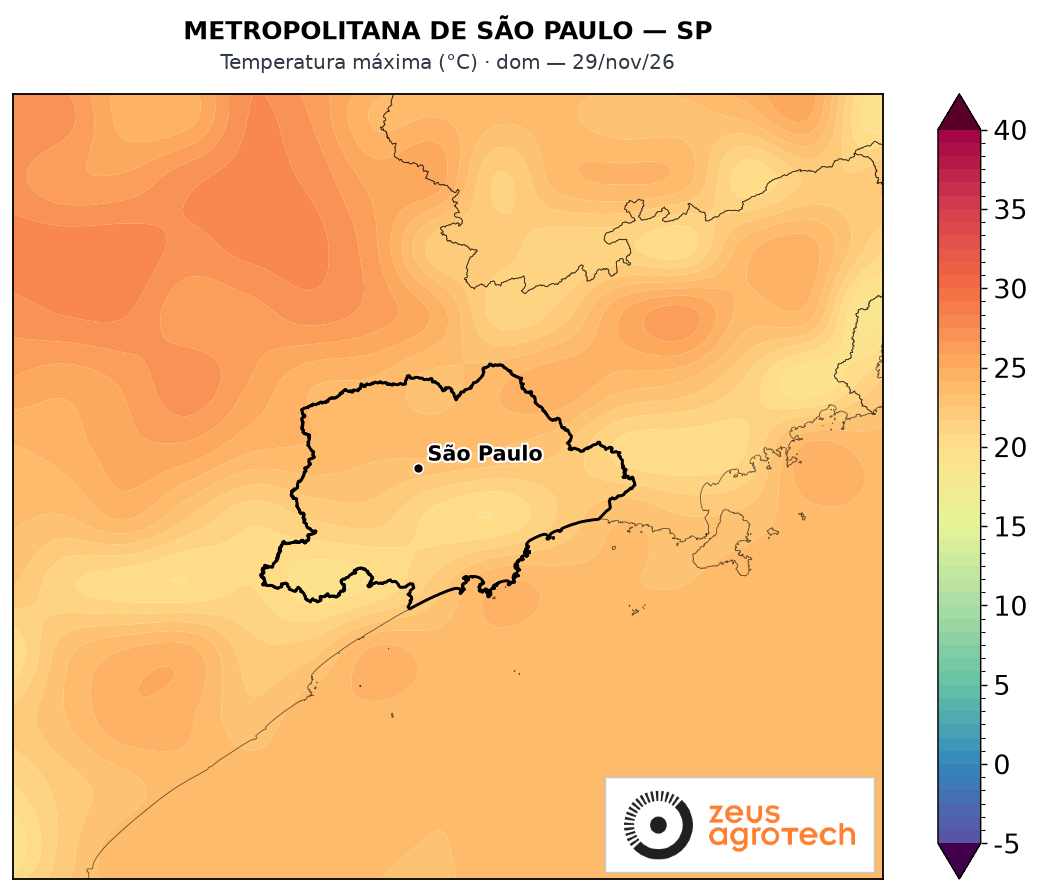 METROPOLITANA DE SÃO PAULO — SP
Temperatura máxima (°C) · dom — 29/nov/26
São Paulo
40
35
30
25
20
15
10
5
0
-5
zeus
agrotech